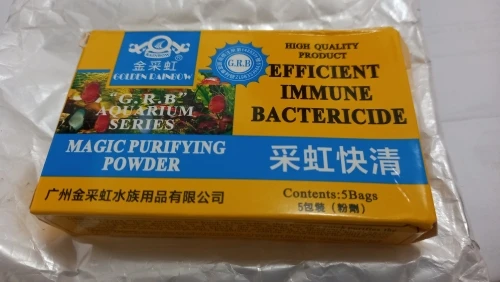 金采虹®
GOLDEN RAINBOW
"G.R.B"
AQUARIUM
SERIES
MAGIC PURIFYING
POWDER
广州金采虹水族用品有限公司
G.R.B
HIGH QUALITY
PRODUCT
EFFICIENT
IMMUNE
BACTERICIDE
采虹快清
Contents:5Bags
5包装（粉劑）